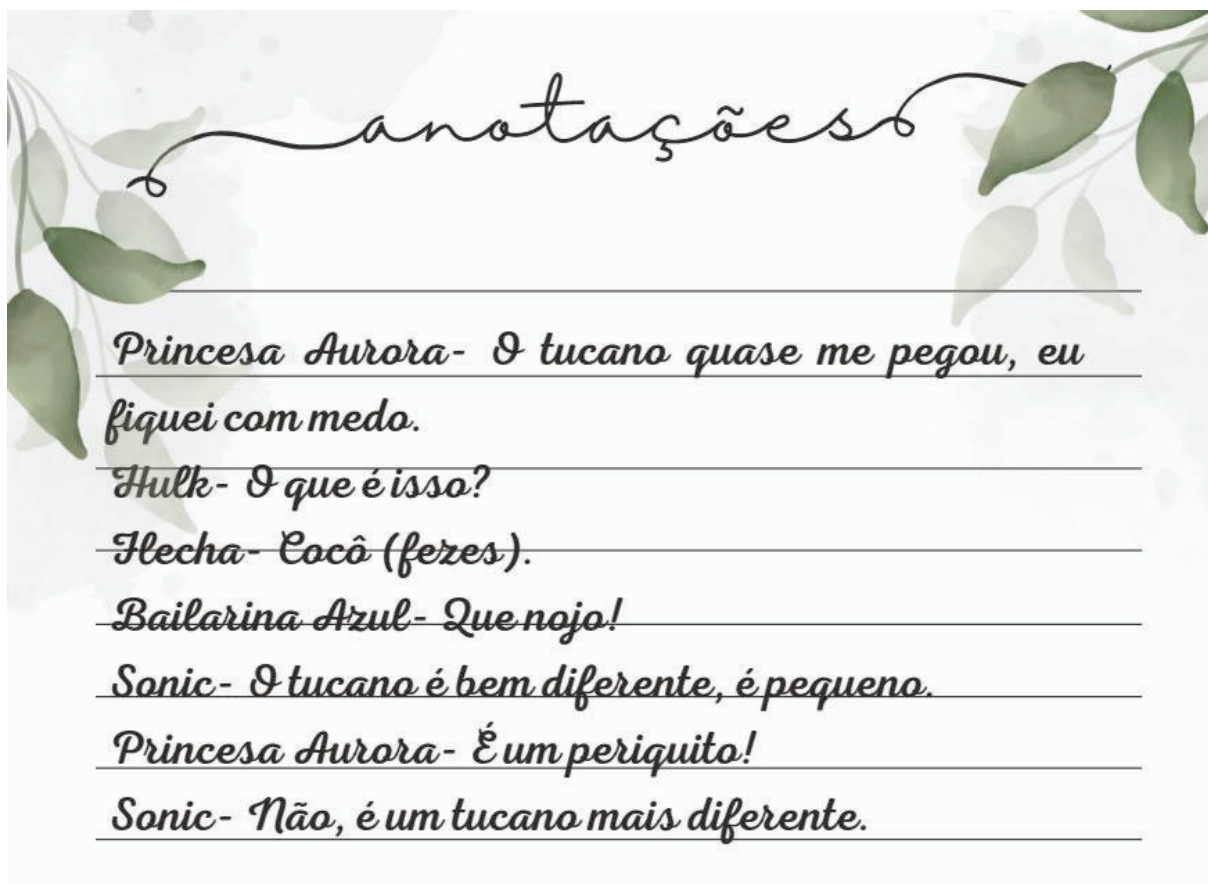 anotações
Princesa Aurora- O tucano quase me pegou, eu
fiquei com medo.
Hulk- O que é isso?
Flecha- Cocô (fezes).
Bailarina Azul- Que nojo!
Sonic- O tucano é bem diferente, é pequeno.
Princesa Aurora- É um periquito!
Sonic- Não, é um tucano mais diferente.